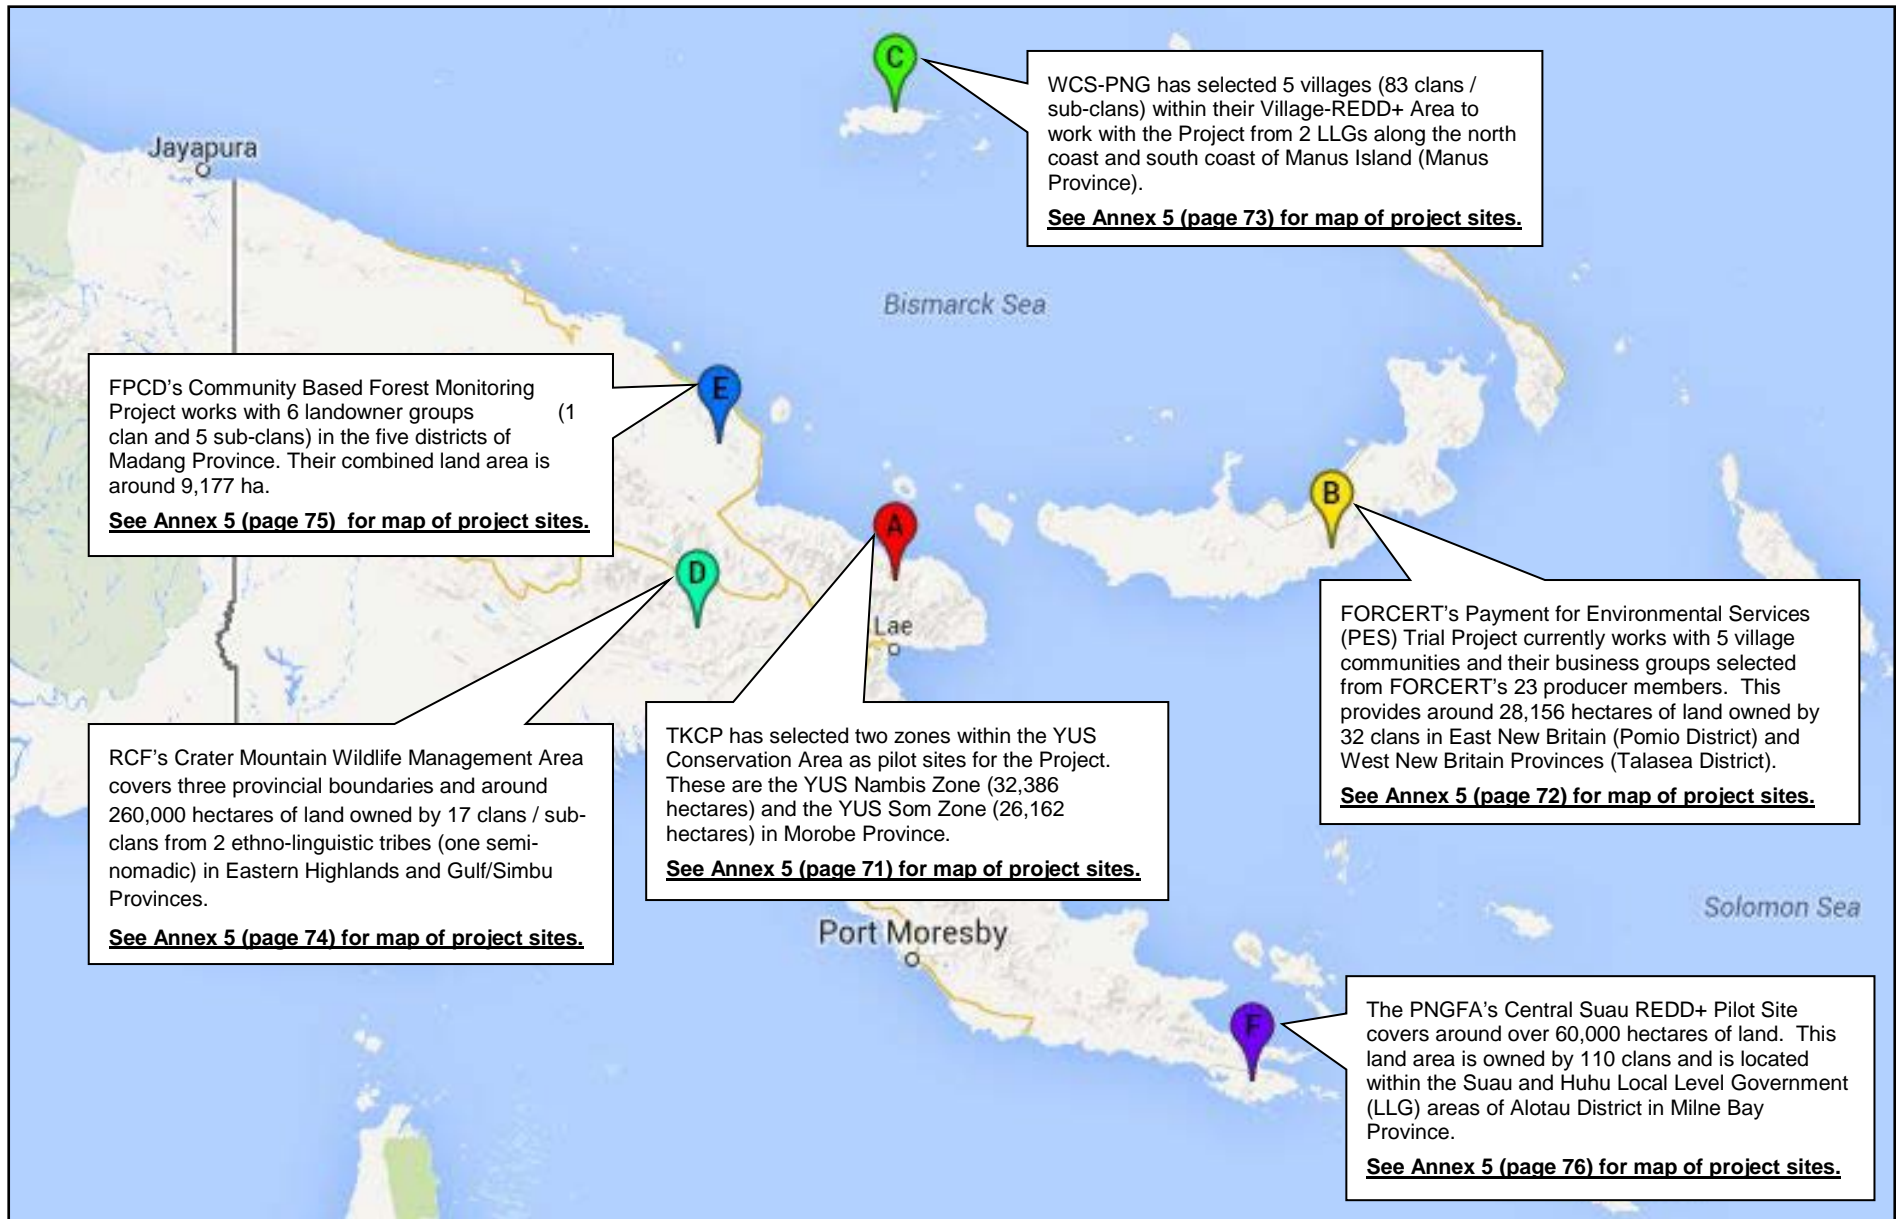 C
WCS-PNG has selected 5 villages (83 clans /
sub-clans) within their Village-REDD+ Area to
work with the Project from 2 LLGs along the north
coast and south coast of Manus Island (Manus
Province).
See Annex 5 (page 73) for map of project sites.
Jayapura
Bismarck Sea
E
FPCD’s Community Based Forest Monitoring
Project works with 6 landowner groups (1
clan and 5 sub-clans) in the five districts of
Madang Province. Their combined land area is
around 9,177 ha.
See Annex 5 (page 75) for map of project sites.
B
A
D
Lae
FORCERT’s Payment for Environmental Services
(PES) Trial Project currently works with 5 village
communities and their business groups selected
from FORCERT’s 23 producer members. This
provides around 28,156 hectares of land owned by
32 clans in East New Britain (Pomio District) and
West New Britain Provinces (Talasea District).
See Annex 5 (page 72) for map of project sites.
RCF’s Crater Mountain Wildlife Management Area
covers three provincial boundaries and around
260,000 hectares of land owned by 17 clans / sub-
clans from 2 ethno-linguistic tribes (one semi-
nomadic) in Eastern Highlands and Gulf/Simbu
Provinces.
See Annex 5 (page 74) for map of project sites.
TKCP has selected two zones within the YUS
Conservation Area as pilot sites for the Project.
These are the YUS Nambis Zone (32,386
hectares) and the YUS Som Zone (26,162
hectares) in Morobe Province.
See Annex 5 (page 71) for map of project sites.
Solomon Sea
Port Moresby
F
The PNGFA’s Central Suau REDD+ Pilot Site
covers around over 60,000 hectares of land. This
land area is owned by 110 clans and is located
within the Suau and Huhu Local Level Government
(LLG) areas of Alotau District in Milne Bay
Province.
See Annex 5 (page 76) for map of project sites.